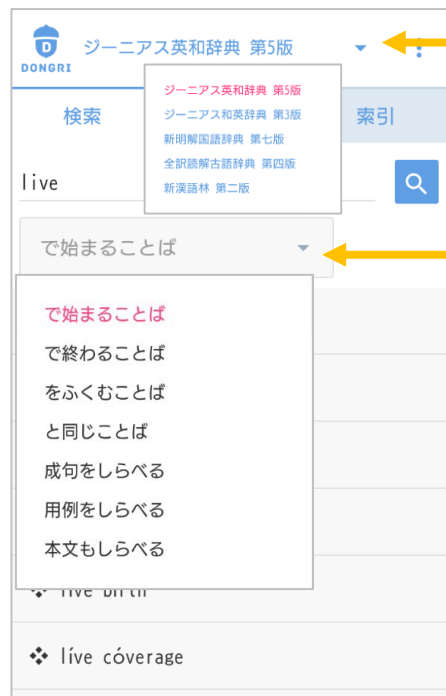 DONGRI
ジーニアス英和辞典 第5版
ジーニアス英和辞典 第5版
ジーニアス和英辞典 第3版
新明解国語辞典 第七版
全訳読解古語辞典 第四版
新漢語林 第二版
検索
索引
live
で始まることば
で始まることば
で終わることば
をふくむことば
と同じことば
成句をしらべる
用例をしらべる
本文もしらべる
live birth
líve cóverage